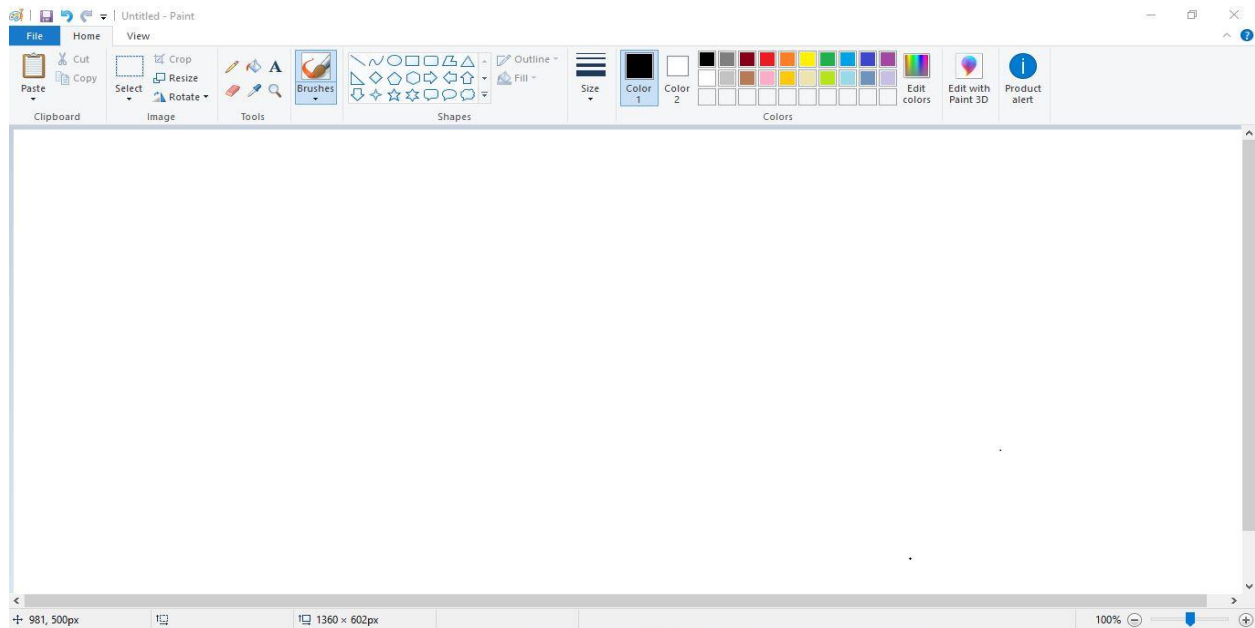 Untitled - Paint
File Home View
Paste
Cut
Copy
Clipboard
Select
Crop
Resize
Rotate
Image
A
Tools
Brushes
Shapes
Outline
Fill
Size
Color 1
Color 2
Colors
Edit colors
Edit with Paint 3D
Product alert
981, 500px
1360 × 602px
100%